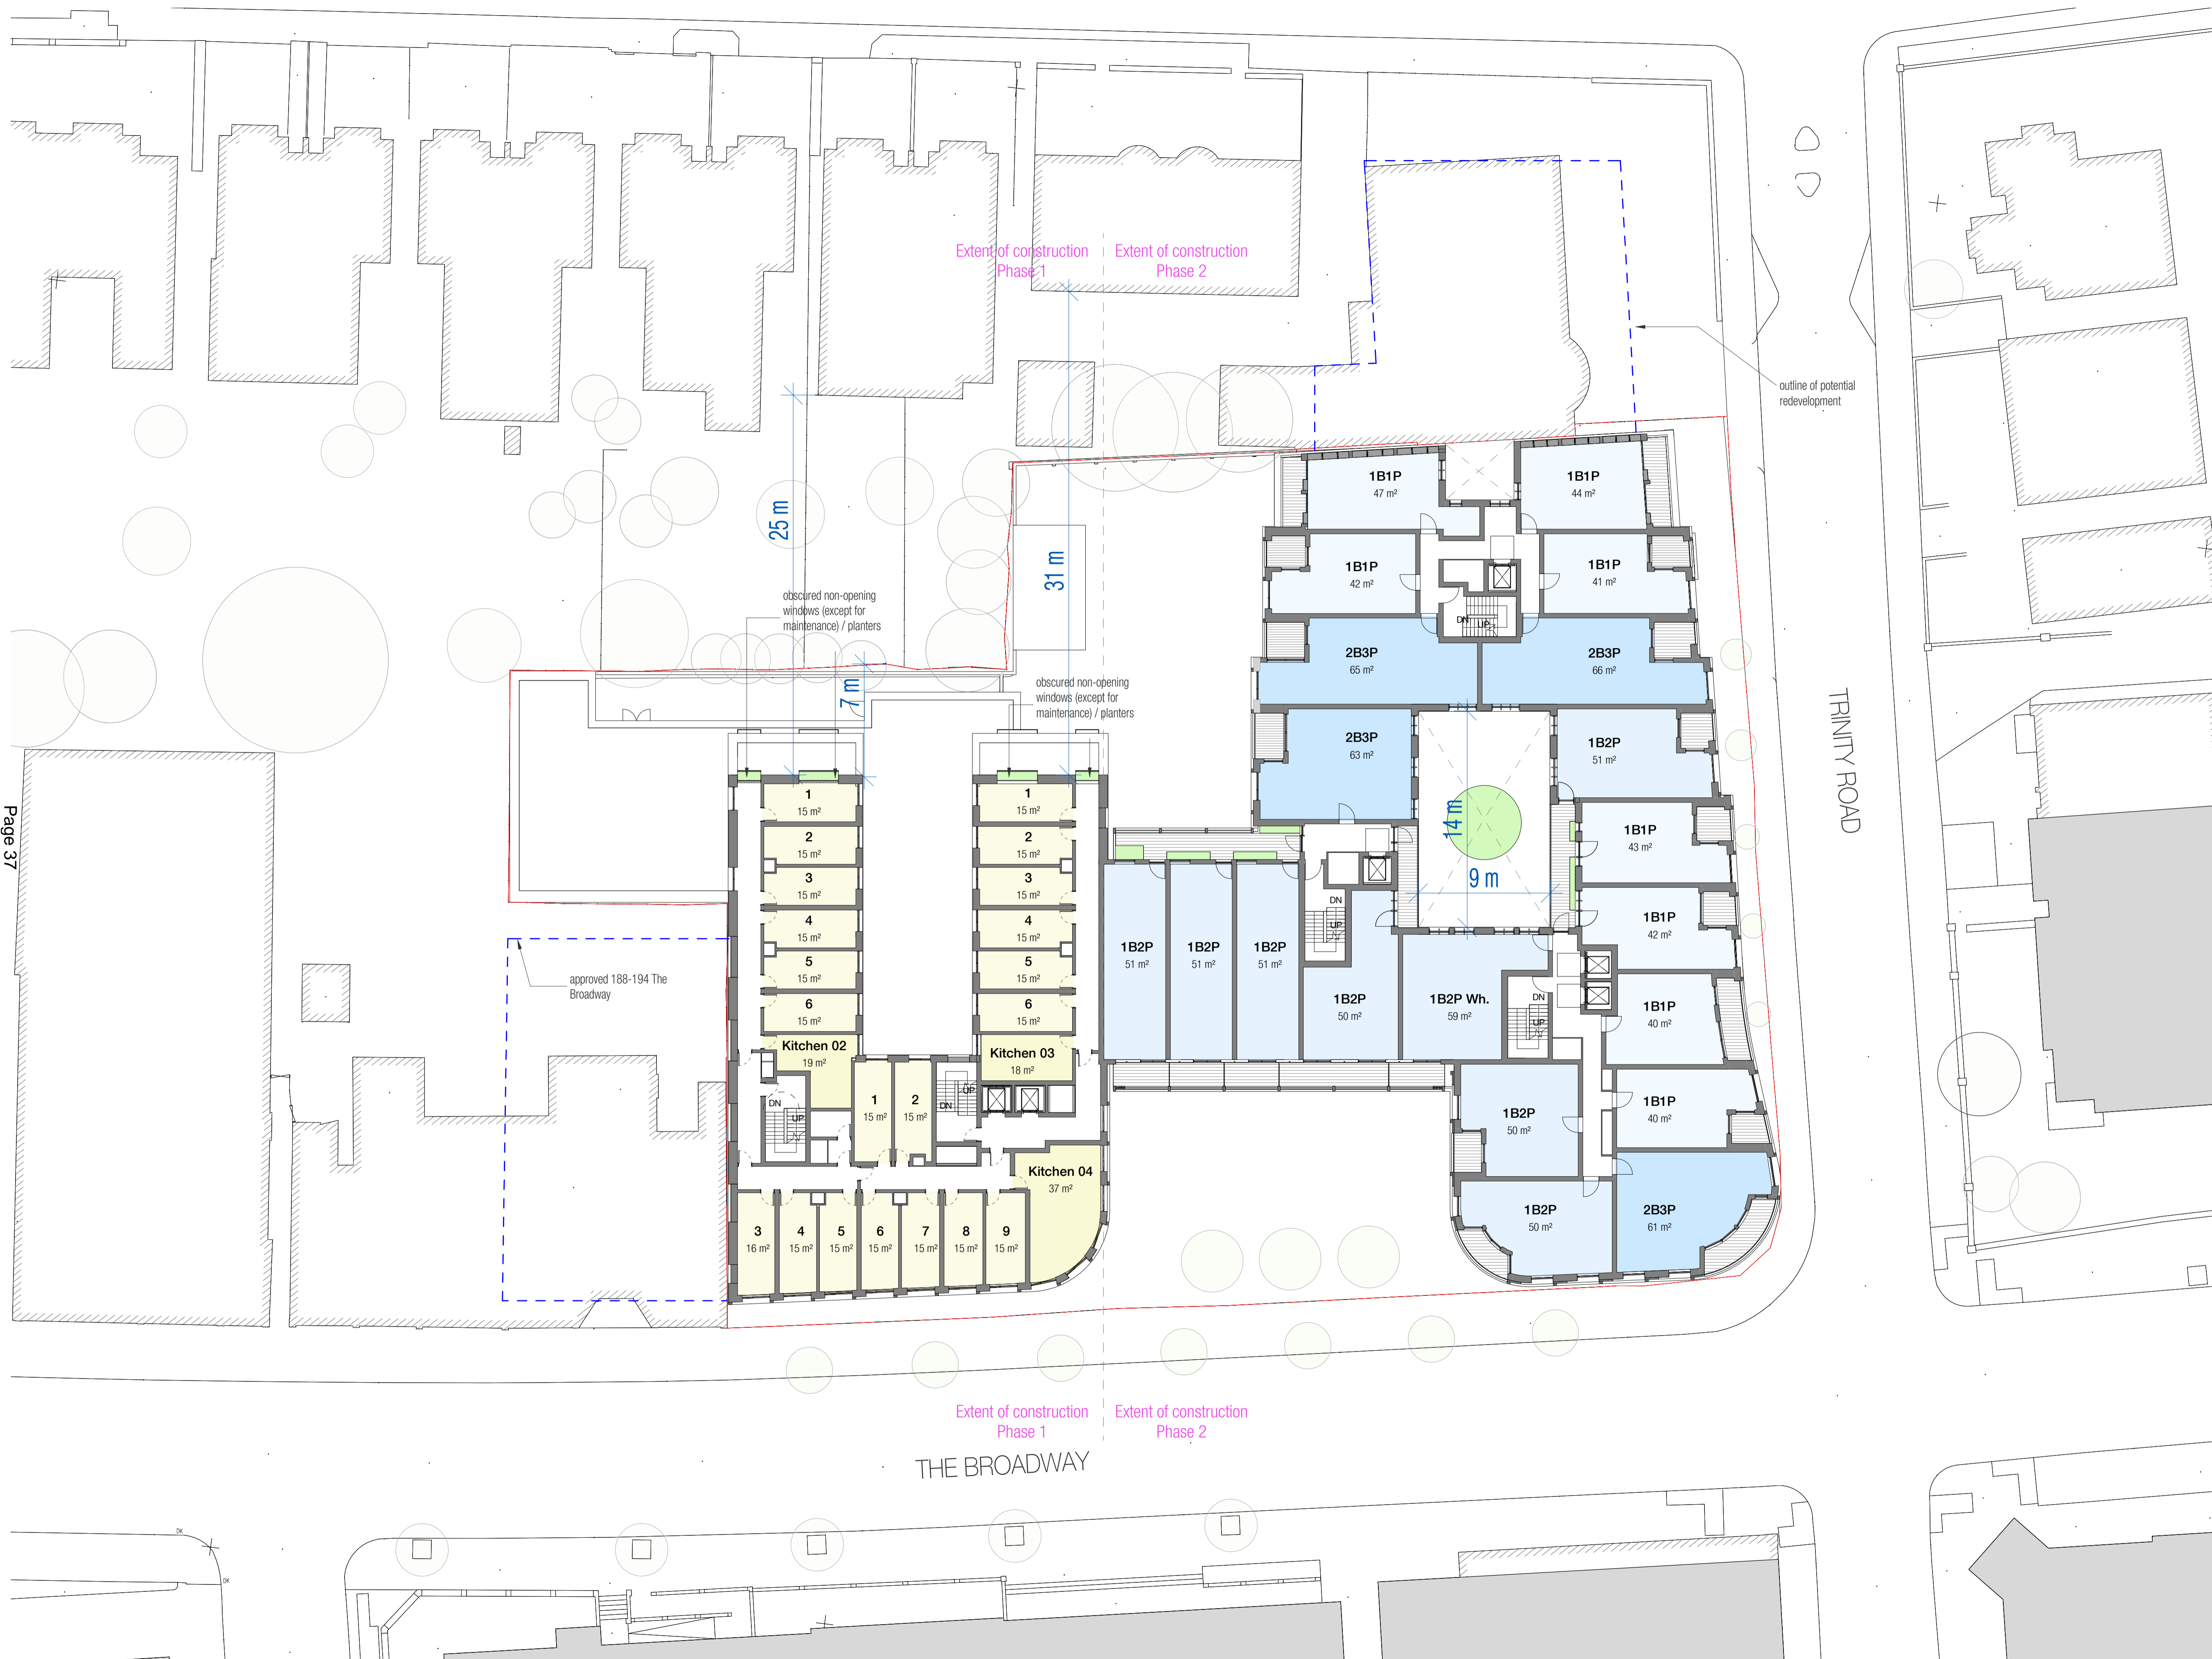 Extent of construction
Phase 1
Extent of construction
Phase 2
outline of potential
redevelopment
25 m
31 m
7 m
obscured non-opening
windows (except for
maintenance) / planters
obscured non-opening
windows (except for
maintenance) / planters
1B1P
47 m²
1B1P
44 m²
1B1P
42 m²
1B1P
41 m²
DN
UP
2B3P
65 m²
2B3P
66 m²
2B3P
63 m²
1B2P
51 m²
14 m
9 m
1B1P
43 m²
1B1P
42 m²
1B1P
40 m²
1B1P
40 m²
TRINITY ROAD
Page 37
1
15 m²
2
15 m²
3
15 m²
4
15 m²
5
15 m²
6
15 m²
Kitchen 02
19 m²
1
15 m²
2
15 m²
3
15 m²
4
15 m²
5
15 m²
6
15 m²
Kitchen 03
18 m²
approved 188-194 The
Broadway
1
15 m²
2
15 m²
DN
UP
DN
UP
Kitchen 04
37 m²
3
16 m²
4
15 m²
5
15 m²
6
15 m²
7
15 m²
8
15 m²
9
15 m²
1B2P
51 m²
1B2P
51 m²
1B2P
51 m²
DN
UP
1B2P
50 m²
1B2P Wh.
59 m²
DN
UP
1B2P
50 m²
1B2P
50 m²
2B3P
61 m²
Extent of construction
Phase 1
Extent of construction
Phase 2
THE BROADWAY
DK
DK